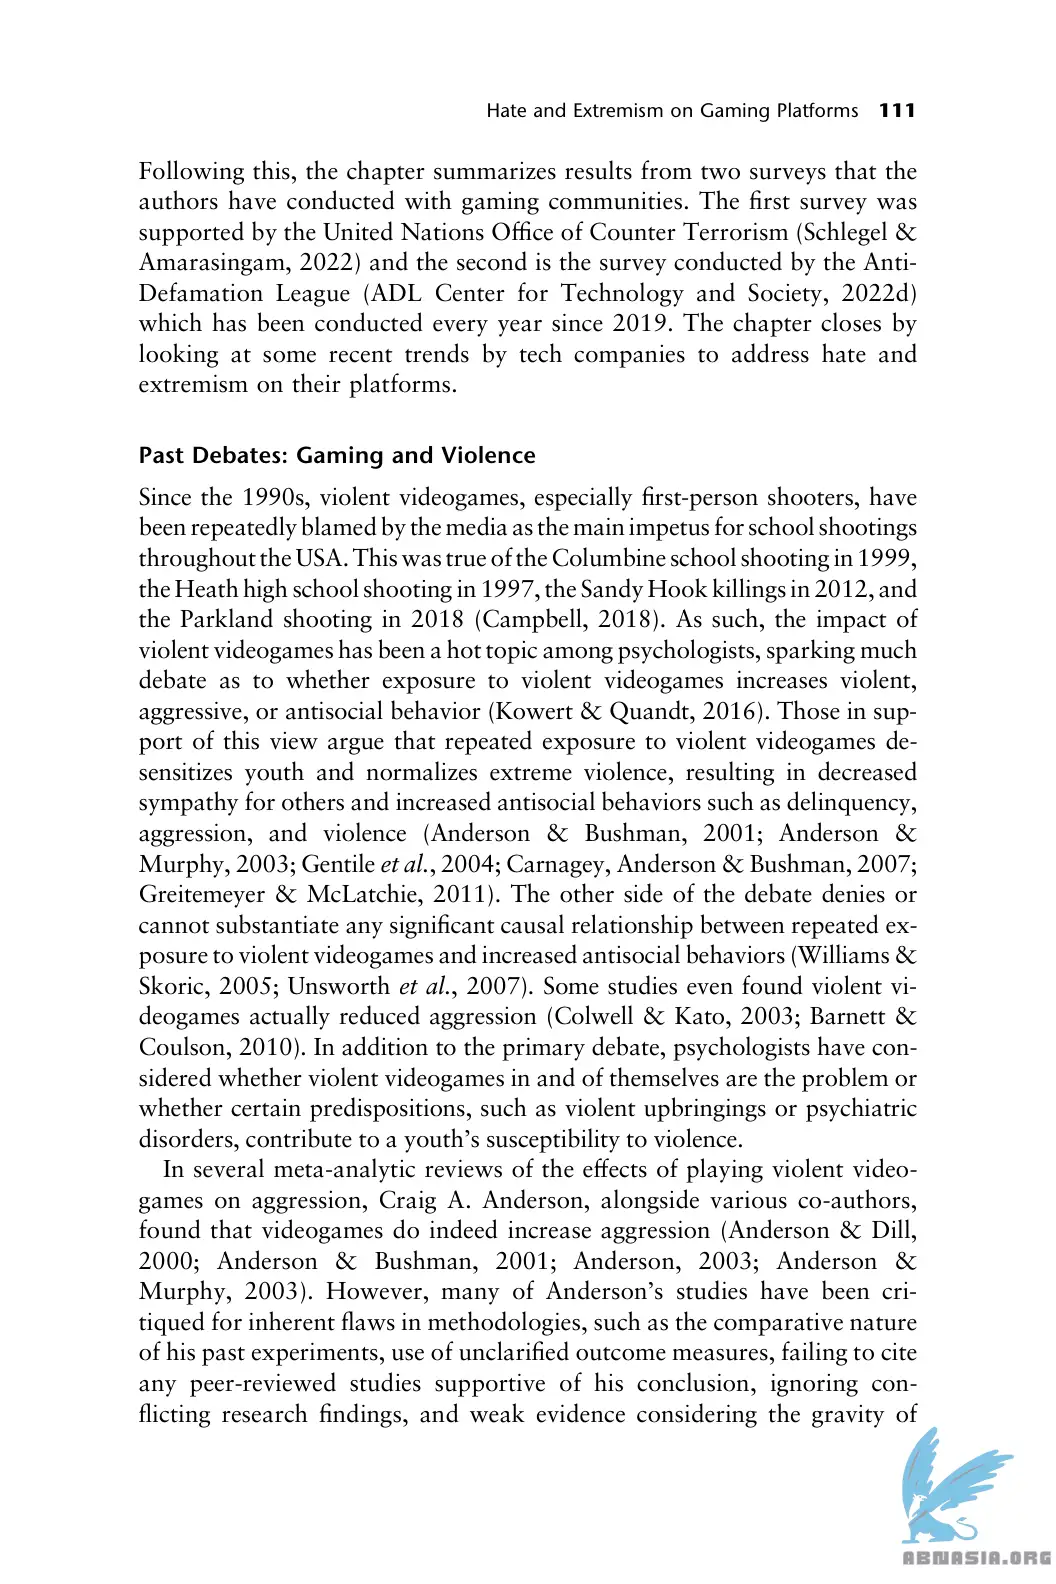 Hate and Extremism on Gaming Platforms 111
Following this, the chapter summarizes results from two surveys that the
authors have conducted with gaming communities. The first survey was
supported by the United Nations Office of Counter Terrorism (Schlegel &
Amarasingam, 2022) and the second is the survey conducted by the Anti-
Defamation League (ADL Center for Technology and Society, 2022d)
which has been conducted every year since 2019. The chapter closes by
looking at some recent trends by tech companies to address hate and
extremism on their platforms.
Past Debates: Gaming and Violence
Since the 1990s, violent videogames, especially first-person shooters, have
been repeatedly blamed by the media as the main impetus for school shootings
throughout the USA. This was true of the Columbine school shooting in 1999,
the Heath high school shooting in 1997, the Sandy Hook killings in 2012, and
the Parkland shooting in 2018 (Campbell, 2018). As such, the impact of
violent videogames has been a hot topic among psychologists, sparking much
debate as to whether exposure to violent videogames increases violent,
aggressive, or antisocial behavior (Kowert & Quandt, 2016). Those in sup-
port of this view argue that repeated exposure to violent videogames de-
sensitizes youth and normalizes extreme violence, resulting in decreased
sympathy for others and increased antisocial behaviors such as delinquency,
aggression, and violence (Anderson & Bushman, 2001; Anderson &
Murphy, 2003; Gentile et al., 2004; Carnagey, Anderson & Bushman, 2007;
Greitemeyer & McLatchie, 2011). The other side of the debate denies or
cannot substantiate any significant causal relationship between repeated ex-
posure to violent videogames and increased antisocial behaviors (Williams &
Skoric, 2005; Unsworth et al., 2007). Some studies even found violent vi-
deogames actually reduced aggression (Colwell & Kato, 2003; Barnett &
Coulson, 2010). In addition to the primary debate, psychologists have con-
sidered whether violent videogames in and of themselves are the problem or
whether certain predispositions, such as violent upbringings or psychiatric
disorders, contribute to a youth's susceptibility to violence.
In several meta-analytic reviews of the effects of playing violent video-
games on aggression, Craig A. Anderson, alongside various co-authors,
found that videogames do indeed increase aggression (Anderson & Dill,
2000; Anderson & Bushman, 2001; Anderson, 2003; Anderson &
Murphy, 2003). However, many of Anderson's studies have been cri-
tiqued for inherent flaws in methodologies, such as the comparative nature
of his past experiments, use of unclarified outcome measures, failing to cite
any peer-reviewed studies supportive of his conclusion, ignoring con-
flicting research findings, and weak evidence considering the gravity of
ABNASIA.ORG